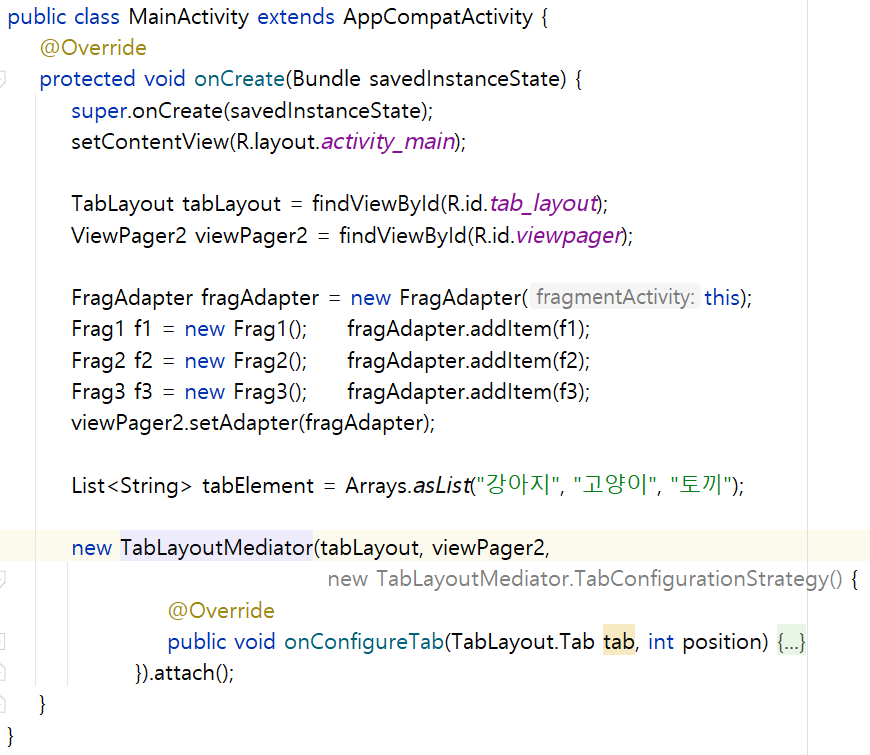 public class MainActivity extends AppCompatActivity {
@Override
protected void onCreate(Bundle savedInstanceState) {
super.onCreate(savedInstanceState);
setContentView(R.layout.activity_main);
TabLayout tabLayout = findViewById(R.id.tab_layout);
ViewPager2 viewPager2 = findViewById(R.id.viewpager);
FragAdapter fragAdapter = new FragAdapter( fragmentActivity: this);
Frag1 f1 = new Frag1(); fragAdapter.addItem(f1);
Frag2 f2 = new Frag2(); fragAdapter.addItem(f2);
Frag3 f3 = new Frag3(); fragAdapter.addItem(f3);
viewPager2.setAdapter(fragAdapter);
List<String> tabElement = Arrays.asList("강아지", "고양이", "토끼");
new TabLayoutMediator(tabLayout, viewPager2,
new TabLayoutMediator.TabConfigurationStrategy() {
@Override
public void onConfigureTab(TabLayout.Tab tab, int position) {...}
}).attach();
}
}